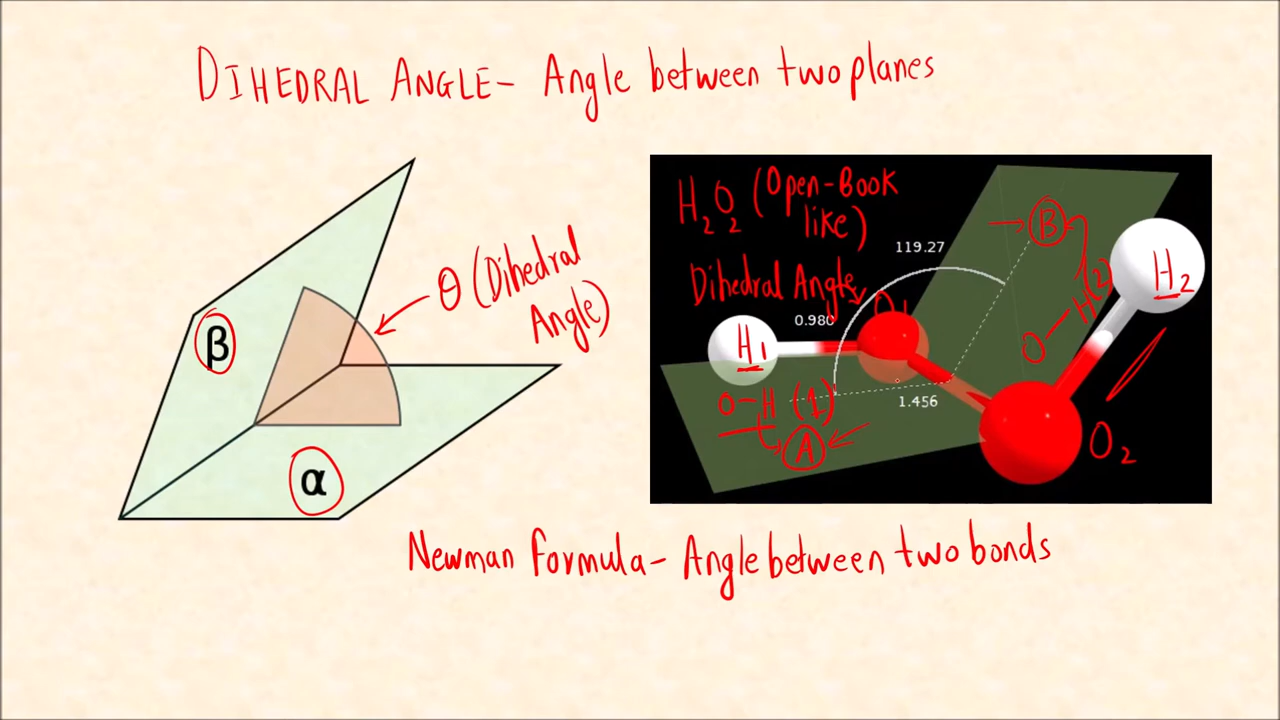 DIHEDRAL ANGLE- Angle between two planes
β
α
θ (Dihedral
Angle)
H2O2 (Open-Book
like)
119.27
Dihedral Angle
0.980
O1
H1
O-H (1)
A
1.456
B
O-H(2)
H2
O2
Newman formula- Angle between two bonds